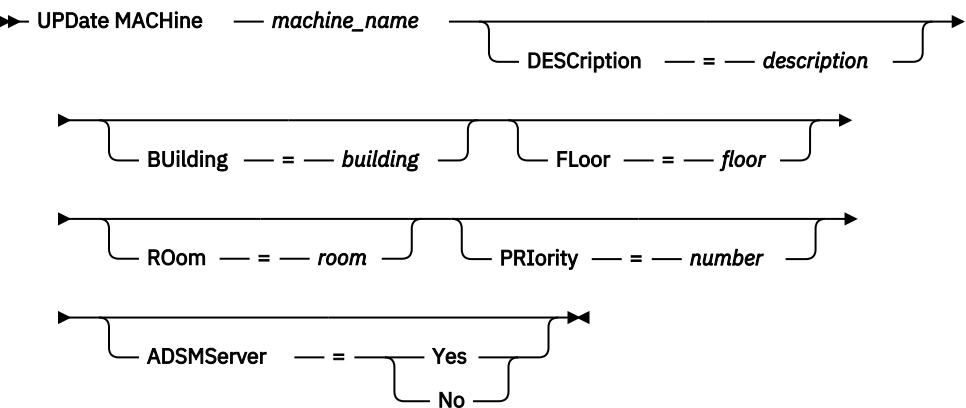 UPDate MACHine machine_name
DESCription = description
BUilding = building FLoor = floor
ROom = room PRIority = number
ADSMServer = Yes
No